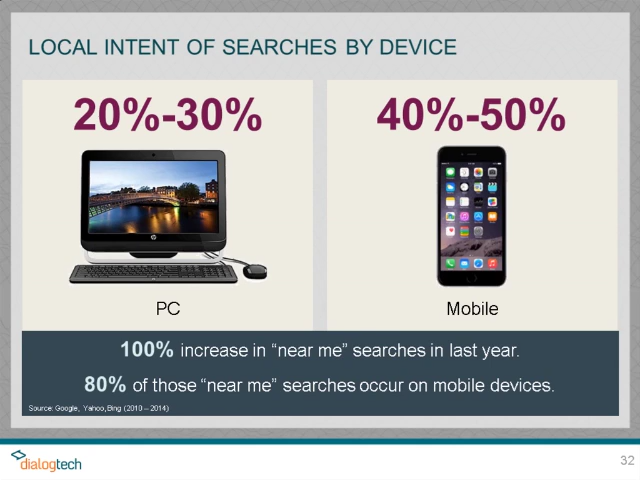 LOCAL INTENT OF SEARCHES BY DEVICE
20%-30%
40%-50%
PC
Mobile
100% increase in “near me” searches in last year.
80% of those “near me” searches occur on mobile devices.
Source: Google, Yahoo, Bing (2010 – 2014)
dialogtech
32